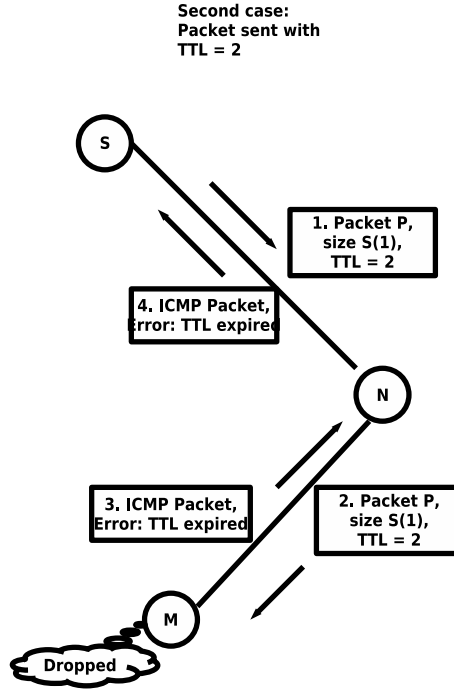 Second case:
Packet sent with
TTL = 2
S
1. Packet P,
size S(1),
TTL = 2
4. ICMP Packet,
Error: TTL expired
N
3. ICMP Packet,
Error: TTL expired
2. Packet P,
size S(1),
TTL = 2
M
Dropped